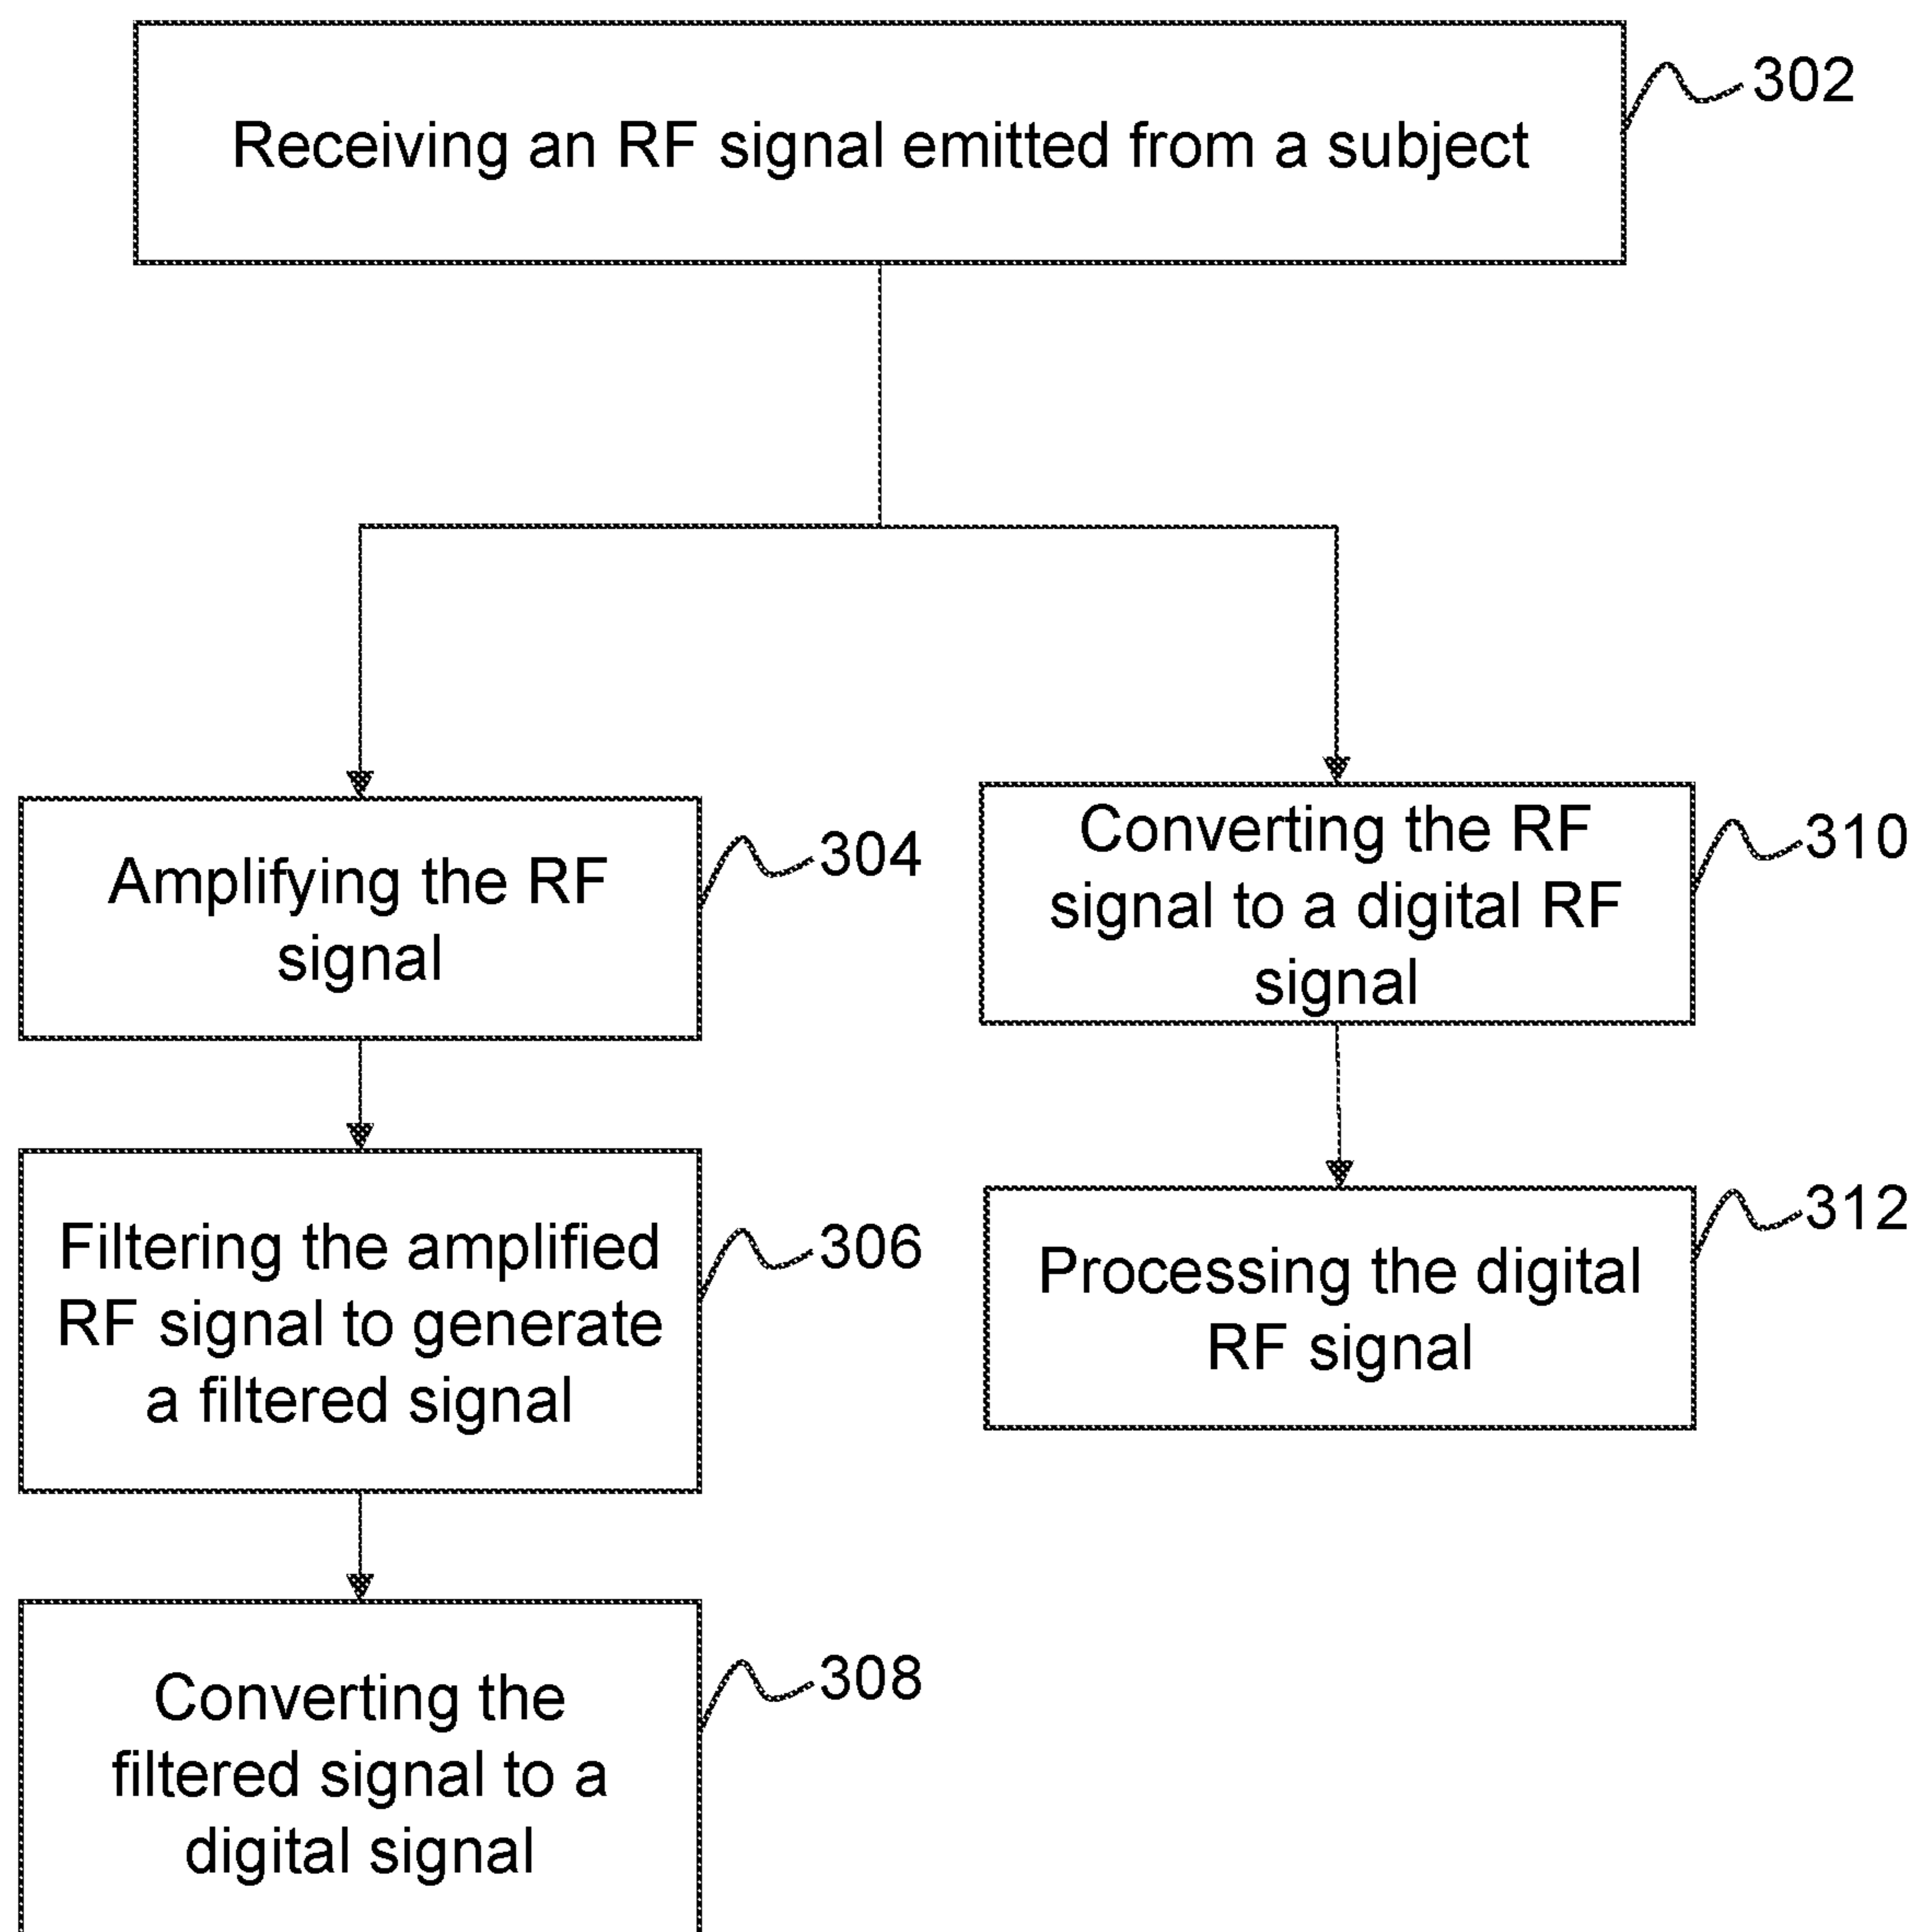 Receiving an RF signal emitted from a subject
302
Amplifying the RF
signal
304
Converting the RF
signal to a digital RF
signal
310
Filtering the amplified
RF signal to generate
a filtered signal
306
Processing the digital
RF signal
312
Converting the
filtered signal to a
digital signal
308